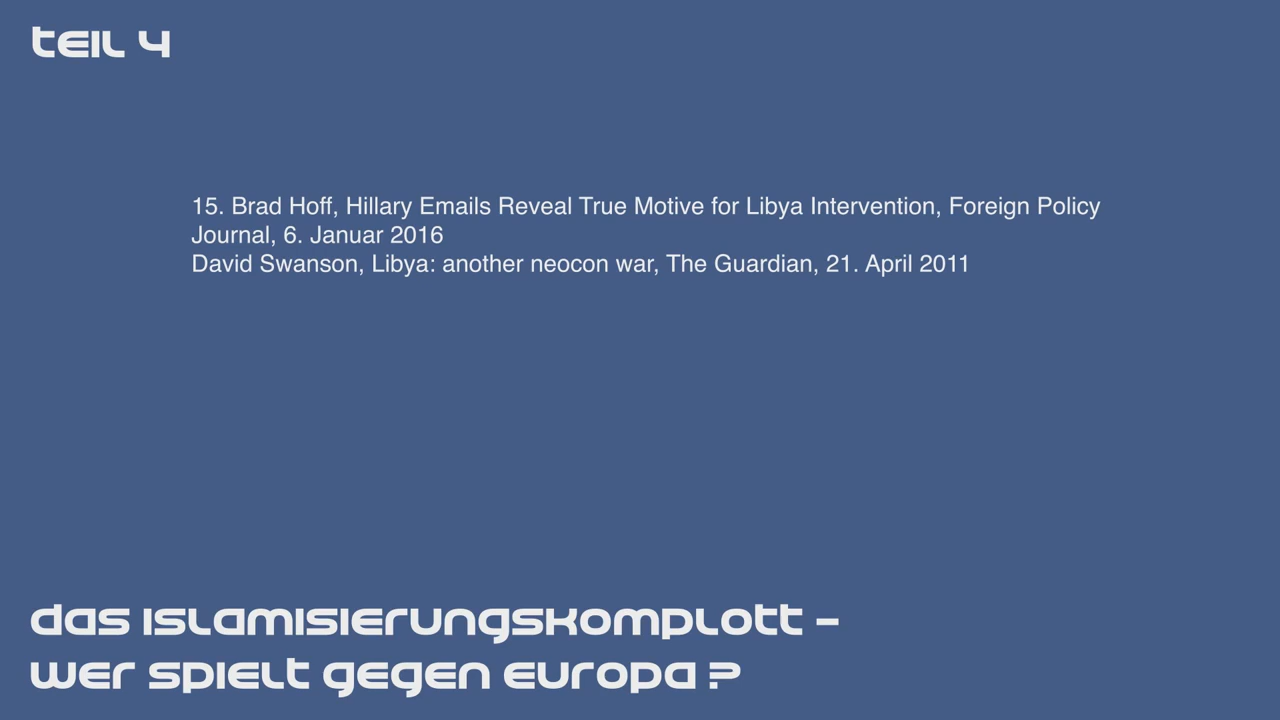 Teil 4
15. Brad Hoff, Hillary Emails Reveal True Motive for Libya Intervention, Foreign Policy
Journal, 6. Januar 2016
David Swanson, Libya: another neocon war, The Guardian, 21. April 2011
Das Islamisierungskomplott –
Wer spielt gegen Europa ?